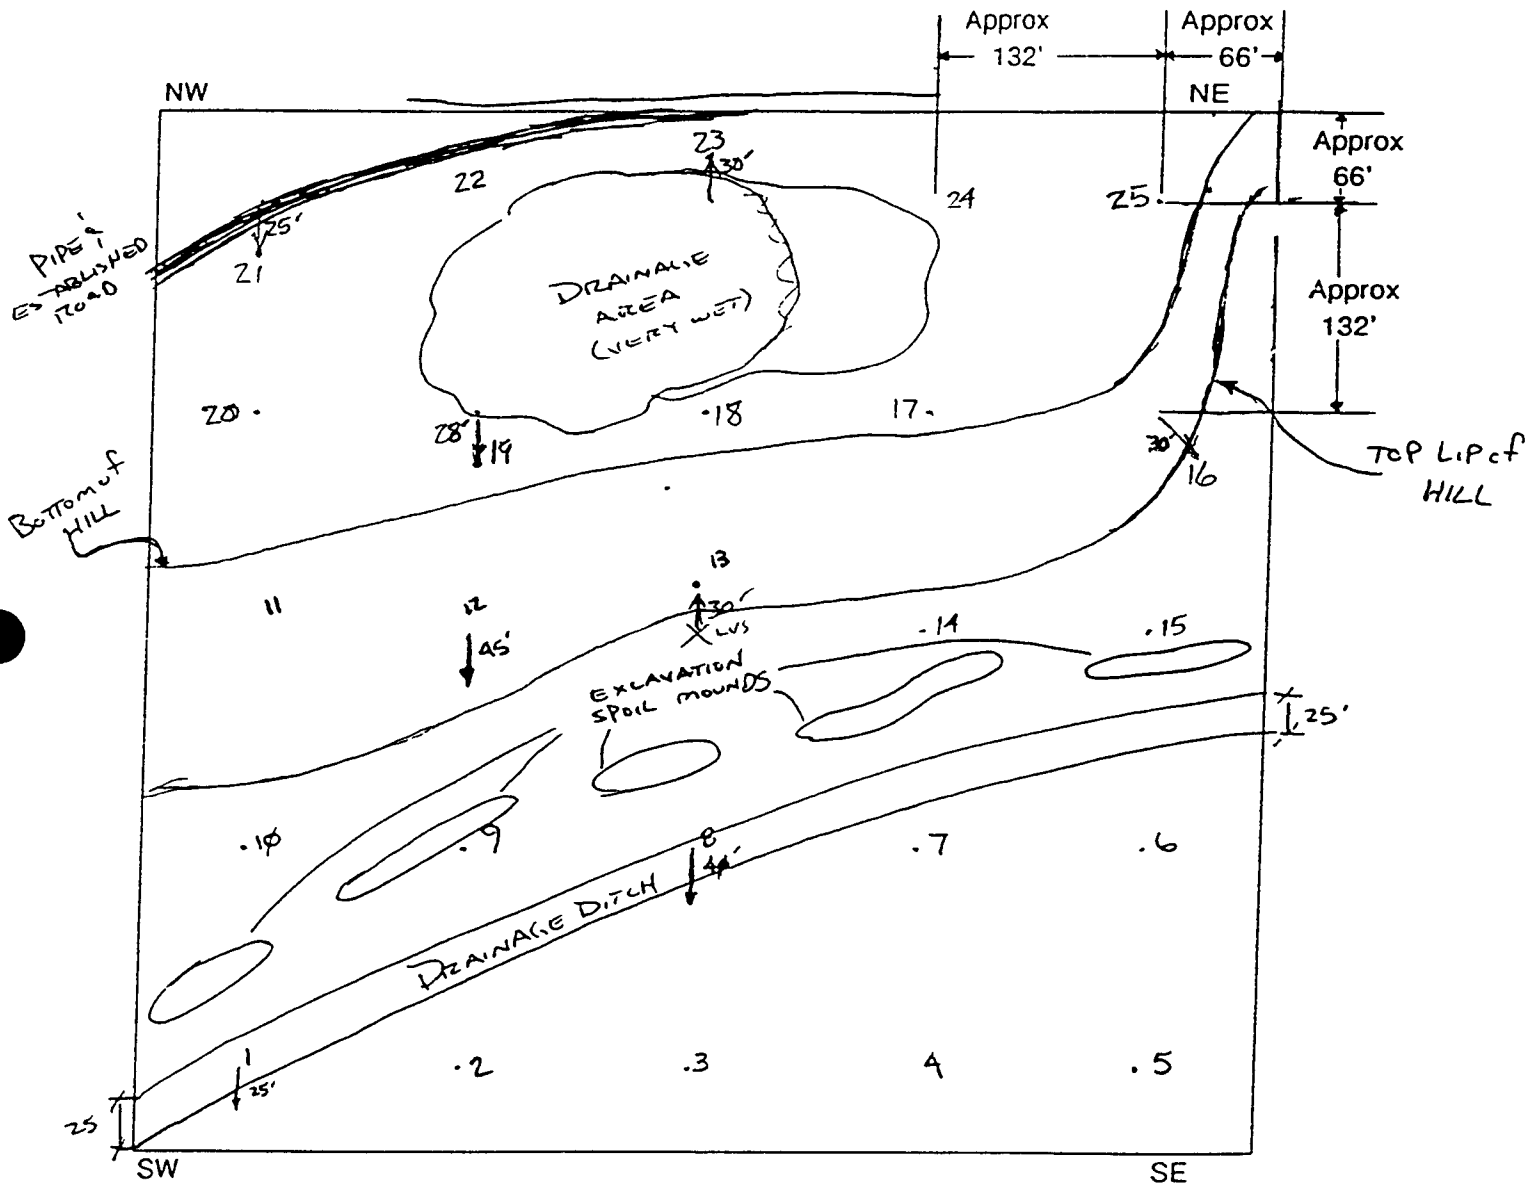 Approx
132'
Approx
66'
NW
NE
Approx
66'
23
30'
22
24
25
25'
21
PIPE &
ESTABLISHED
ROAD
DRAINAGE
AREA
(VERY WET)
Approx
132'
20
28'
19
18
17
30'
16
TOP LIP of
HILL
BOTTOM of
HILL
11
12
45'
13
30'
LVS
14
15
EXCAVATION
SPOIL MOUNDS
25'
10
9
8
7
6
DRAINAGE DITCH
1
25'
2
3
4
5
25
SW
SE